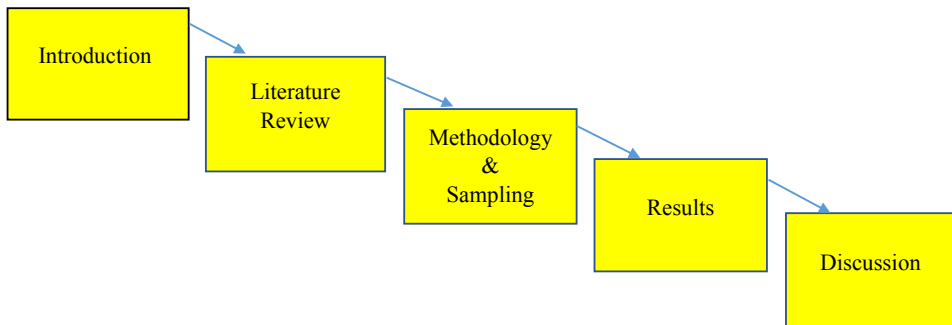 Introduction
Literature
Review
Methodology
&
Sampling
Results
Discussion